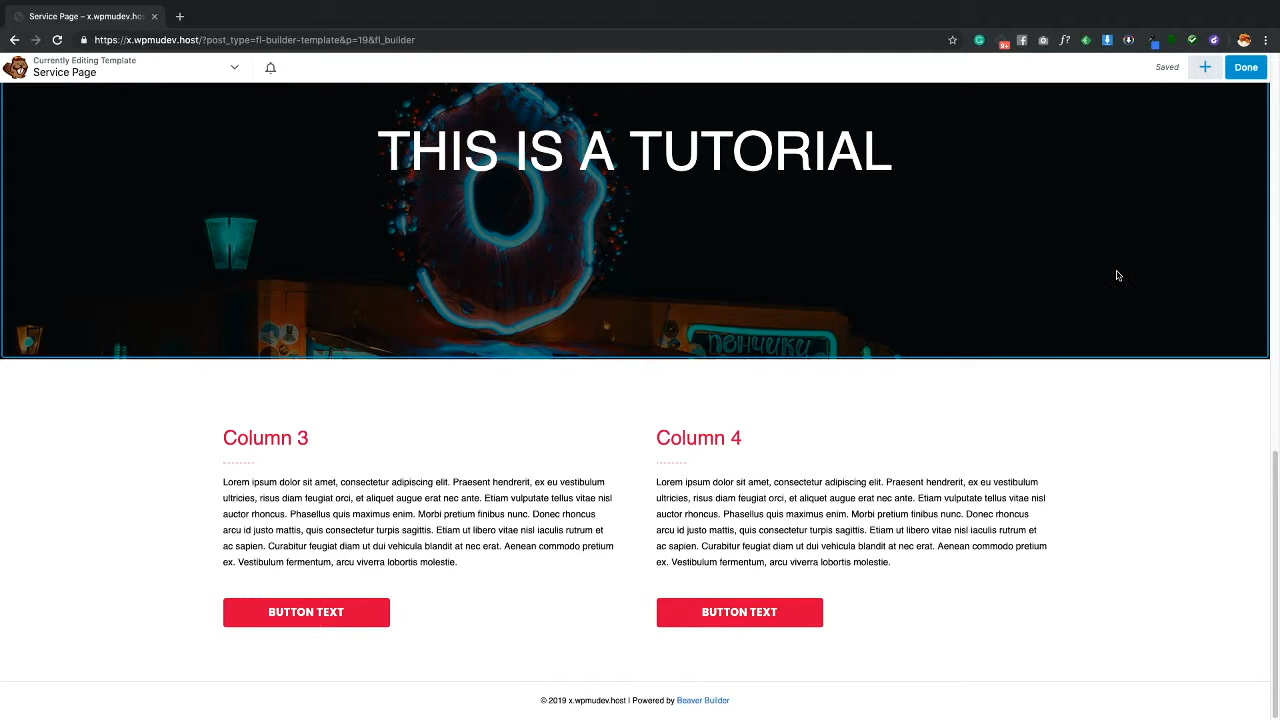 Service Page – x.wpmudev.hos
https://x.wpmudev.host/?post_type=fl-builder-template&p=19&fl_builder
Currently Editing Template
Service Page
Saved
Done
THIS IS A TUTORIAL
ПОНЧИКИ
Column 3
Lorem ipsum dolor sit amet, consectetur adipiscing elit. Praesent hendrerit, ex eu vestibulum
ultricies, risus diam feugiat orci, et aliquet augue erat nec ante. Etiam vulputate tellus vitae nisl
auctor rhoncus. Phasellus quis maximus enim. Morbi pretium finibus nunc. Donec rhoncus
arcu id justo mattis, quis consectetur turpis sagittis. Etiam ut libero vitae nisl iaculis rutrum et
ac sapien. Curabitur feugiat diam ut dui vehicula blandit at nec erat. Aenean commodo pretium
ex. Vestibulum fermentum, arcu viverra lobortis molestie.
BUTTON TEXT
Column 4
Lorem ipsum dolor sit amet, consectetur adipiscing elit. Praesent hendrerit, ex eu vestibulum
ultricies, risus diam feugiat orci, et aliquet augue erat nec ante. Etiam vulputate tellus vitae nisl
auctor rhoncus. Phasellus quis maximus enim. Morbi pretium finibus nunc. Donec rhoncus
arcu id justo mattis, quis consectetur turpis sagittis. Etiam ut libero vitae nisl iaculis rutrum et
ac sapien. Curabitur feugiat diam ut dui vehicula blandit at nec erat. Aenean commodo pretium
ex. Vestibulum fermentum, arcu viverra lobortis molestie.
BUTTON TEXT
© 2019 x.wpmudev.host | Powered by Beaver Builder